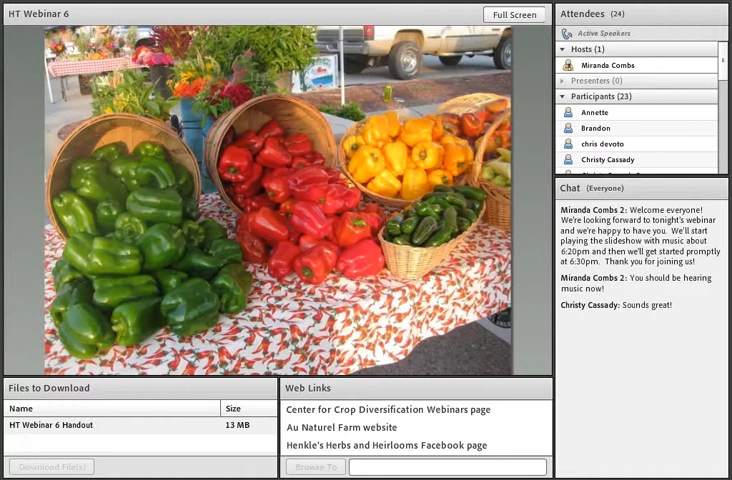 HT Webinar 6
Full Screen
Attendees (24)
Active Speakers
Hosts (1)
Miranda Combs
Presenters (0)
Participants (23)
Annette
Brandon
chris devoto
Christy Cassady
Chat (Everyone)
Miranda Combs 2: Welcome everyone!
We're looking forward to tonight's webinar
and we're happy to have you. We'll start
playing the slideshow with music about
6:20pm and then we'll get started promptly
at 6:30pm. Thank you for joining us!
Miranda Combs 2: You should be hearing
music now!
Christy Cassady: Sounds great!
Files to Download
Name Size
HT Webinar 6 Handout 13 MB
Download File(s)
Web Links
Center for Crop Diversification Webinars page
Au Naturel Farm website
Henkle's Herbs and Heirlooms Facebook page
Browse To